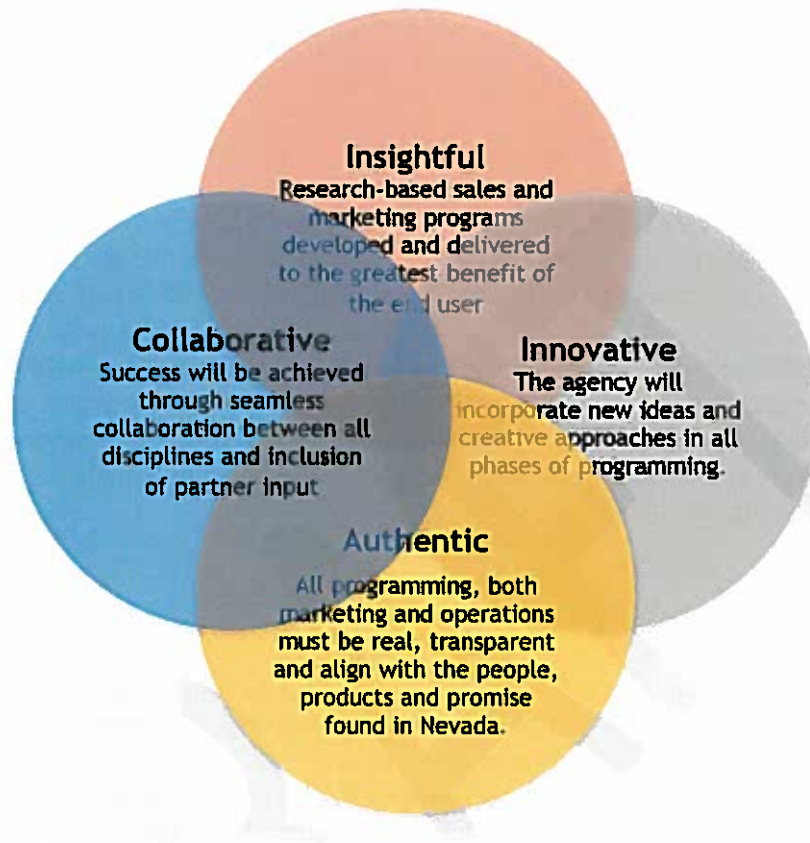 Insightful
Research-based sales and
marketing programs
developed and delivered
to the greatest benefit of
the end user
Collaborative
Success will be achieved
through seamless
collaboration between all
disciplines and inclusion
of partner input
Innovative
The agency will
incorporate new ideas and
creative approaches in all
phases of programming.
Authentic
All programming, both
marketing and operations
must be real, transparent
and align with the people,
products and promise
found in Nevada.